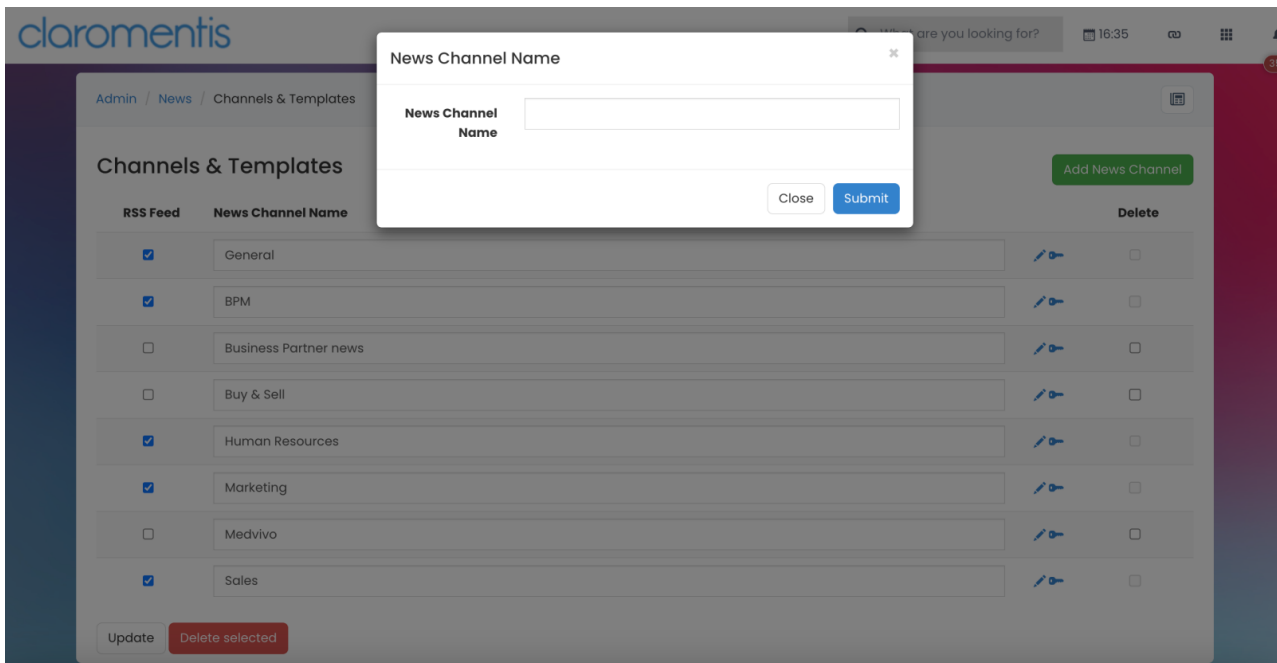 claromentis
What are you looking for?
16:35
News Channel Name
×
Admin / News / Channels & Templates
News Channel
Name
Channels & Templates
Add News Channel
Close
Submit
RSS Feed
News Channel Name
Delete
General
BPM
Business Partner news
Buy & Sell
Human Resources
Marketing
Medvivo
Sales
Update
Delete selected